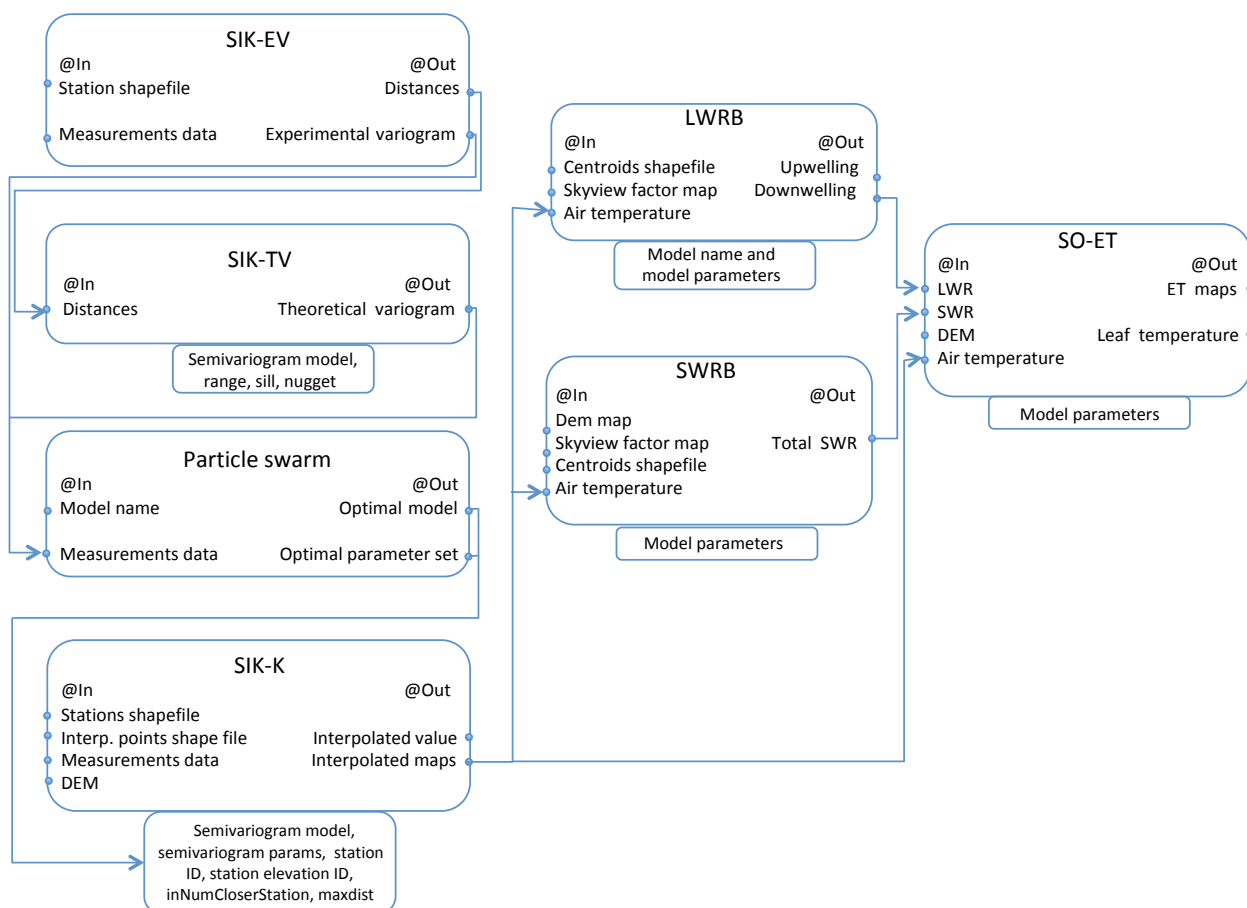 SIK-EV
@In
@Out
Station shapefile
Distances
Measurements data
Experimental variogram
SIK-TV
@In
@Out
Distances
Theoretical variogram
Semivariogram model,
range, sill, nugget
Particle swarm
@In
@Out
Model name
Optimal model
Measurements data
Optimal parameter set
SIK-K
@In
@Out
Stations shapefile
Interp. points shape file
Interpolated value
Measurements data
Interpolated maps
DEM
Semivariogram model,
semivariogram params, station
ID, station elevation ID,
inNumCloserStation, maxdist
LWRB
@In
@Out
Centroids shapefile
Upwelling
Skyview factor map
Downwelling
Air temperature
Model name and
model parameters
SWRB
@In
@Out
Dem map
Skyview factor map
Total SWR
Centroids shapefile
Air temperature
Model parameters
SO-ET
@In
@Out
LWR
ET maps
SWR
DEM
Leaf temperature
Air temperature
Model parameters